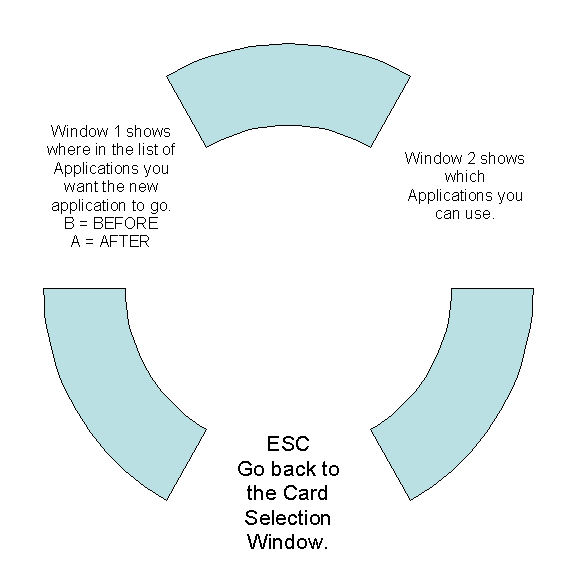 Window 1 shows
where in the list of
Applications you
want the new
application to go.
B = BEFORE
A = AFTER
Window 2 shows
which
Applications you
can use.
ESC
Go back to
the Card
Selection
Window.